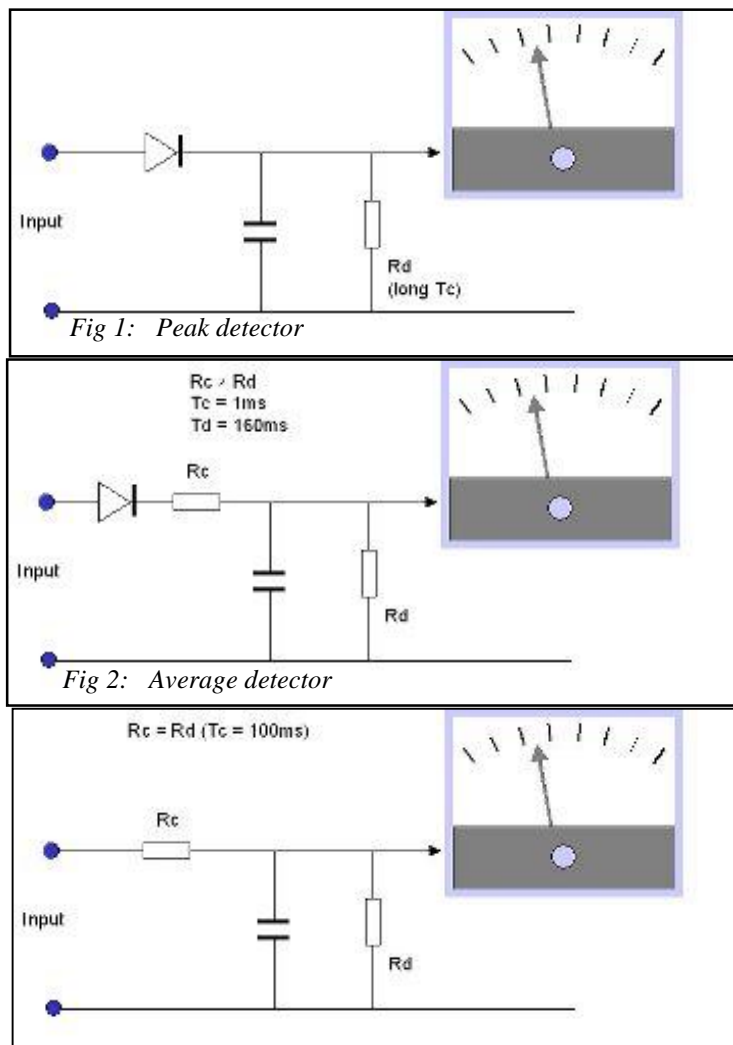 Input
Rd
(long Tc)
Fig 1: Peak detector
Rc Rd
Tc = 1ms
Td = 160ms
Rc
Input
Rd
Fig 2: Average detector
Rc = Rd (Tc = 100ms)
Rc
Input
Rd